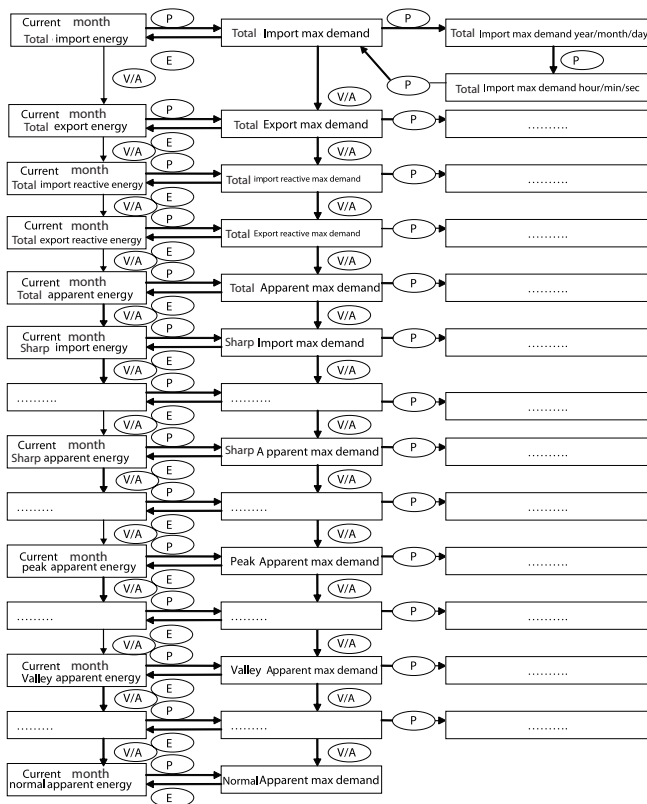 Current month
Total import energy
P
Total Import max demand
P
Total Import max demand year/month/day
E
V/A
P
P
Total Import max demand hour/min/sec
V/A
Current month
Total export energy
P
Total Export max demand
P
..........
E
V/A
V/A
Current month
Total import reactive energy
P
Total import reactive max demand
P
..........
E
V/A
V/A
Current month
Total export reactive energy
P
Total Export reactive max demand
P
..........
E
V/A
V/A
Current month
Total apparent energy
P
Total Apparent max demand
P
..........
E
V/A
V/A
Current month
Sharp import energy
P
Sharp Import max demand
P
..........
E
V/A
V/A
..........
P
..........
P
..........
E
V/A
V/A
Current month
Sharp apparent energy
P
Sharp A pparent max demand
P
..........
E
V/A
V/A
..........
P
..........
P
..........
E
V/A
V/A
Current month
peak apparent energy
P
Peak Apparent max demand
P
..........
E
V/A
V/A
..........
P
..........
P
..........
E
V/A
V/A
Current month
Valley apparent energy
P
Valley Apparent max demand
P
..........
E
V/A
V/A
..........
P
..........
P
..........
E
V/A
V/A
Current month
normal apparent energy
P
Normal Apparent max demand
E